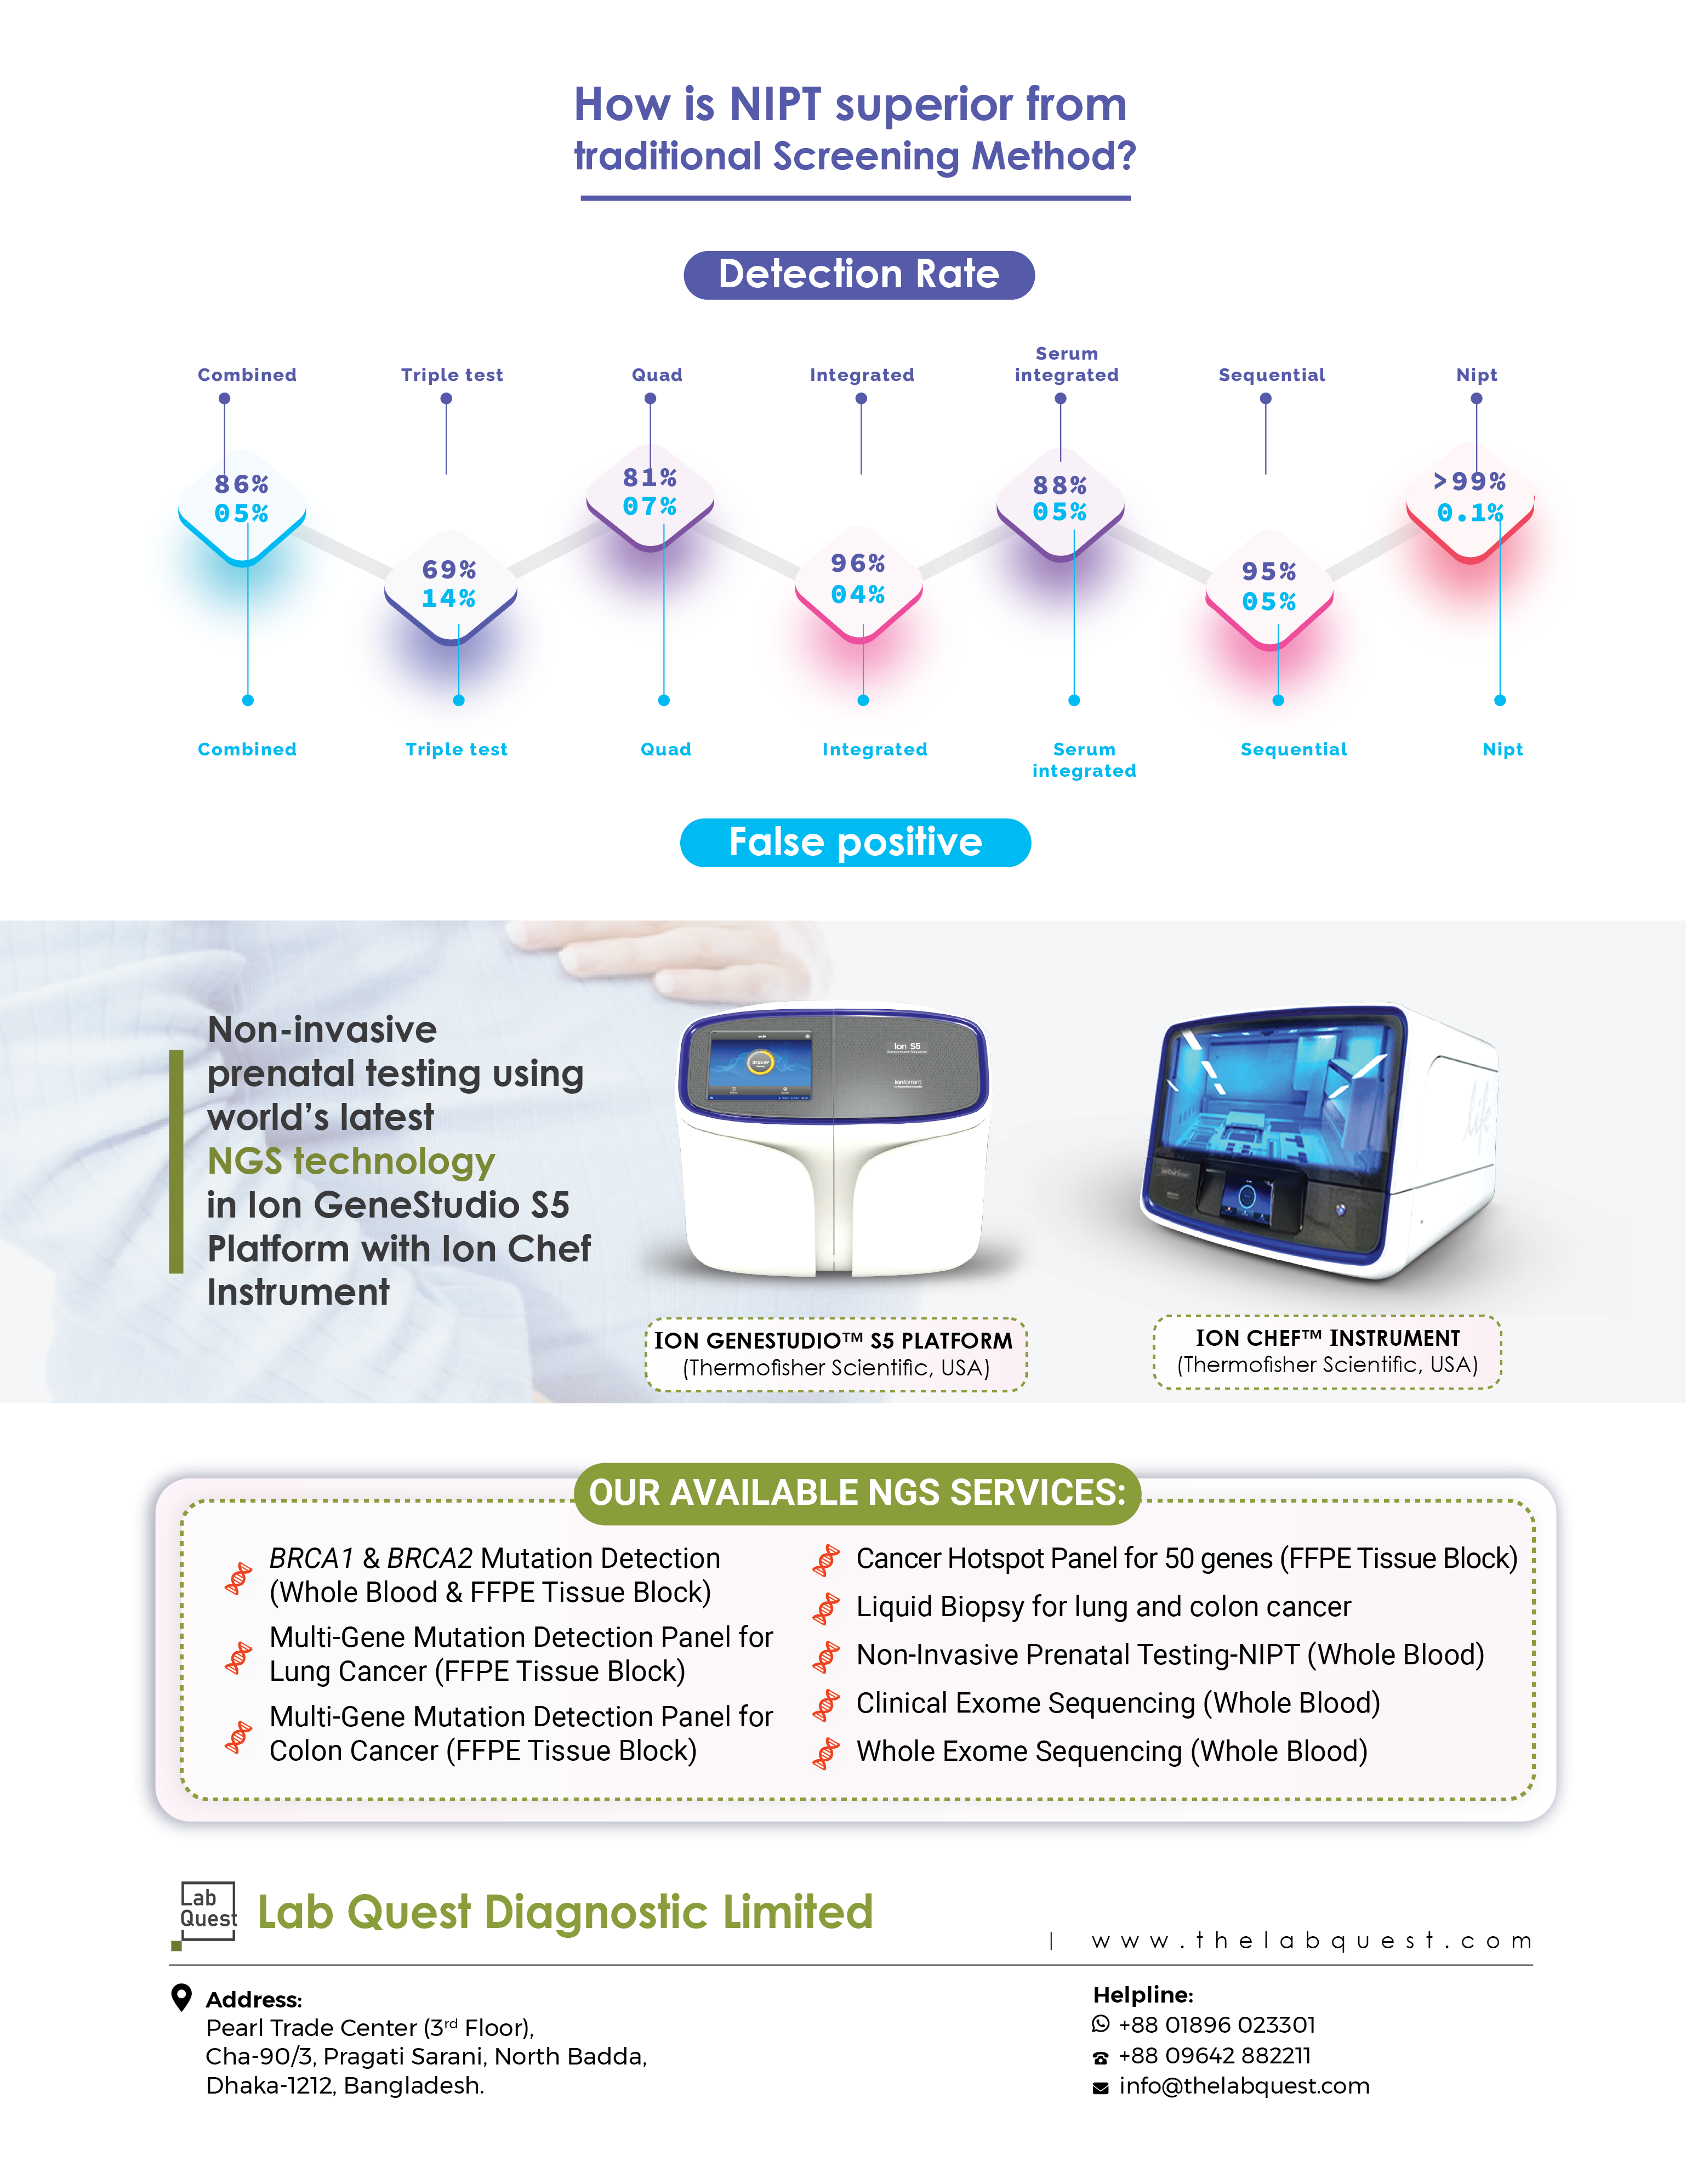 How is NIPT superior from
traditional Screening Method?
Detection Rate
Combined
Triple test
Quad
Integrated
Serum
integrated
Sequential
Nipt
86%
05%
69%
14%
81%
07%
96%
04%
88%
05%
95%
05%
>99%
0.1%
Combined
Triple test
Quad
Integrated
Serum
integrated
Sequential
Nipt
False positive
Non-invasive
prenatal testing using
world’s latest
NGS technology
in Ion GeneStudio S5
Platform with Ion Chef
Instrument
Ion S5
iontorrent
life
ION GENESTUDIO™ S5 PLATFORM
(Thermofisher Scientific, USA)
ION CHEF™ INSTRUMENT
(Thermofisher Scientific, USA)
OUR AVAILABLE NGS SERVICES:
BRCA1 & BRCA2 Mutation Detection
(Whole Blood & FFPE Tissue Block)
Multi-Gene Mutation Detection Panel for
Lung Cancer (FFPE Tissue Block)
Multi-Gene Mutation Detection Panel for
Colon Cancer (FFPE Tissue Block)
Cancer Hotspot Panel for 50 genes (FFPE Tissue Block)
Liquid Biopsy for lung and colon cancer
Non-Invasive Prenatal Testing-NIPT (Whole Blood)
Clinical Exome Sequencing (Whole Blood)
Whole Exome Sequencing (Whole Blood)
Lab
Quest
Lab Quest Diagnostic Limited
| www.thelabquest.com
Address:
Pearl Trade Center (3rd Floor),
Cha-90/3, Pragati Sarani, North Badda,
Dhaka-1212, Bangladesh.
Helpline:
+88 01896 023301
+88 09642 882211
info@thelabquest.com